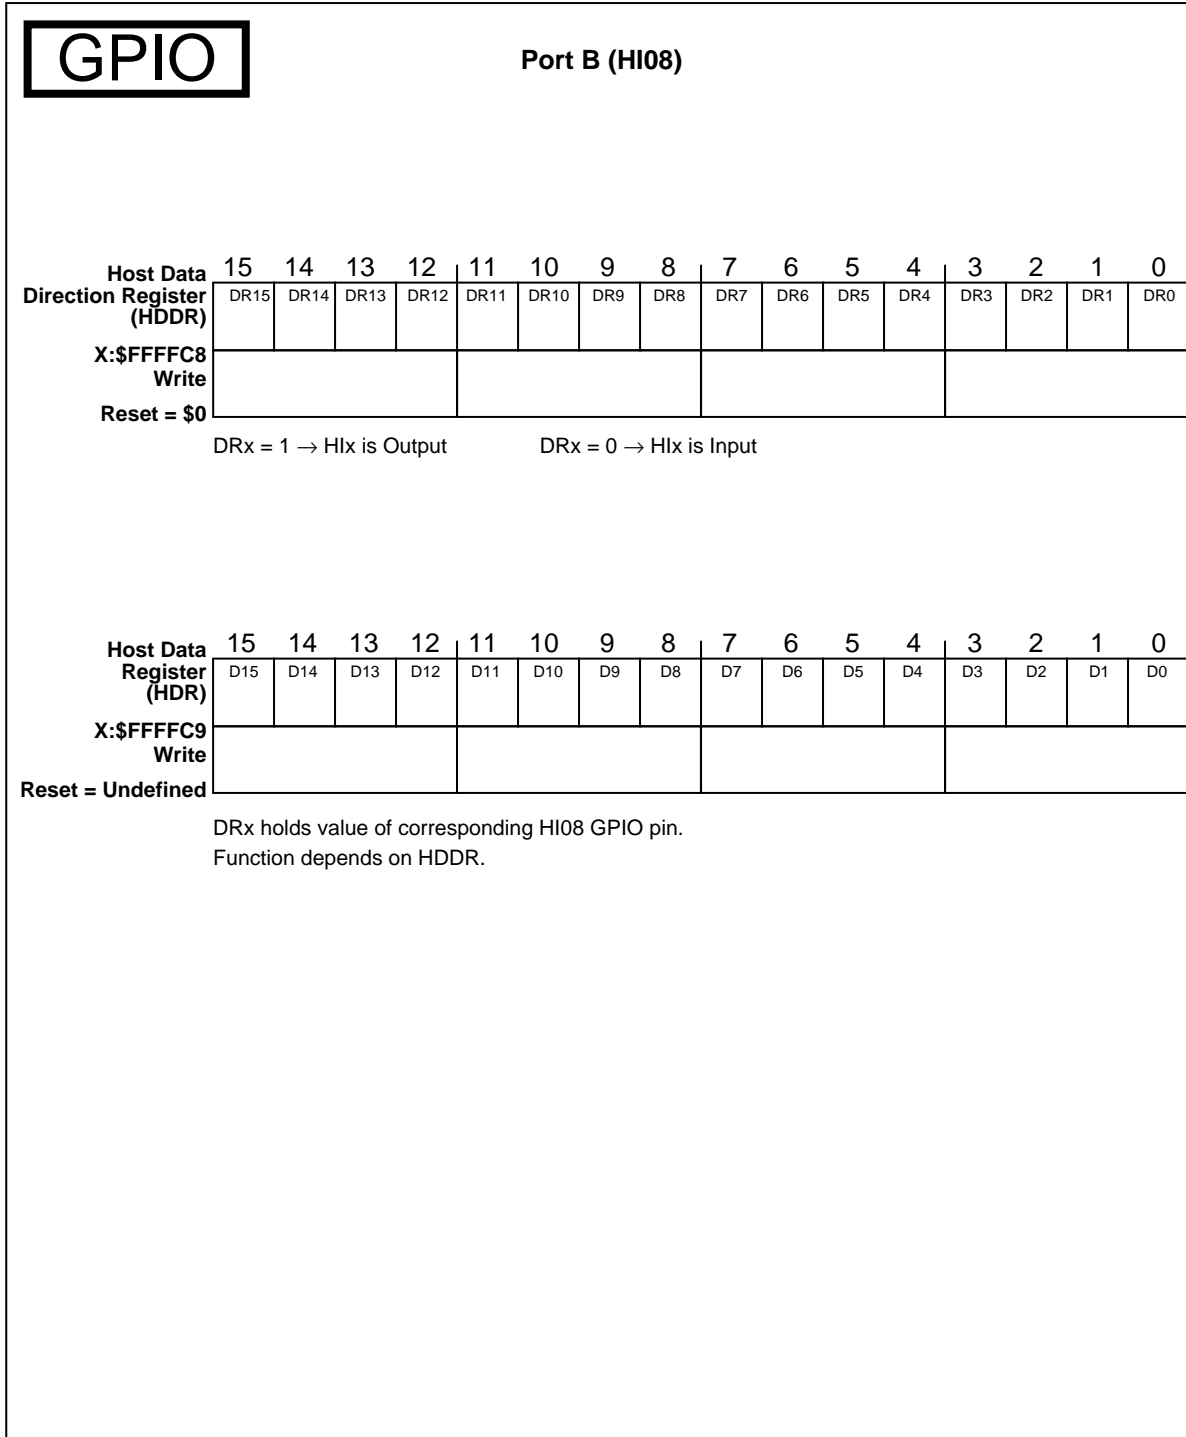 GPIO
Port B (HI08)
Host Data 15 14 13 12 11 10 9 8 7 6 5 4 3 2 1 0
Direction Register DR15 DR14 DR13 DR12 DR11 DR10 DR9 DR8 DR7 DR6 DR5 DR4 DR3 DR2 DR1 DR0
(HDDR)
X:$FFFFC8
Write
Reset = $0
DRx = 1 → HIx is Output DRx = 0 → HIx is Input
Host Data 15 14 13 12 11 10 9 8 7 6 5 4 3 2 1 0
Register D15 D14 D13 D12 D11 D10 D9 D8 D7 D6 D5 D4 D3 D2 D1 D0
(HDR)
X:$FFFFC9
Write
Reset = Undefined
DRx holds value of corresponding HI08 GPIO pin.
Function depends on HDDR.